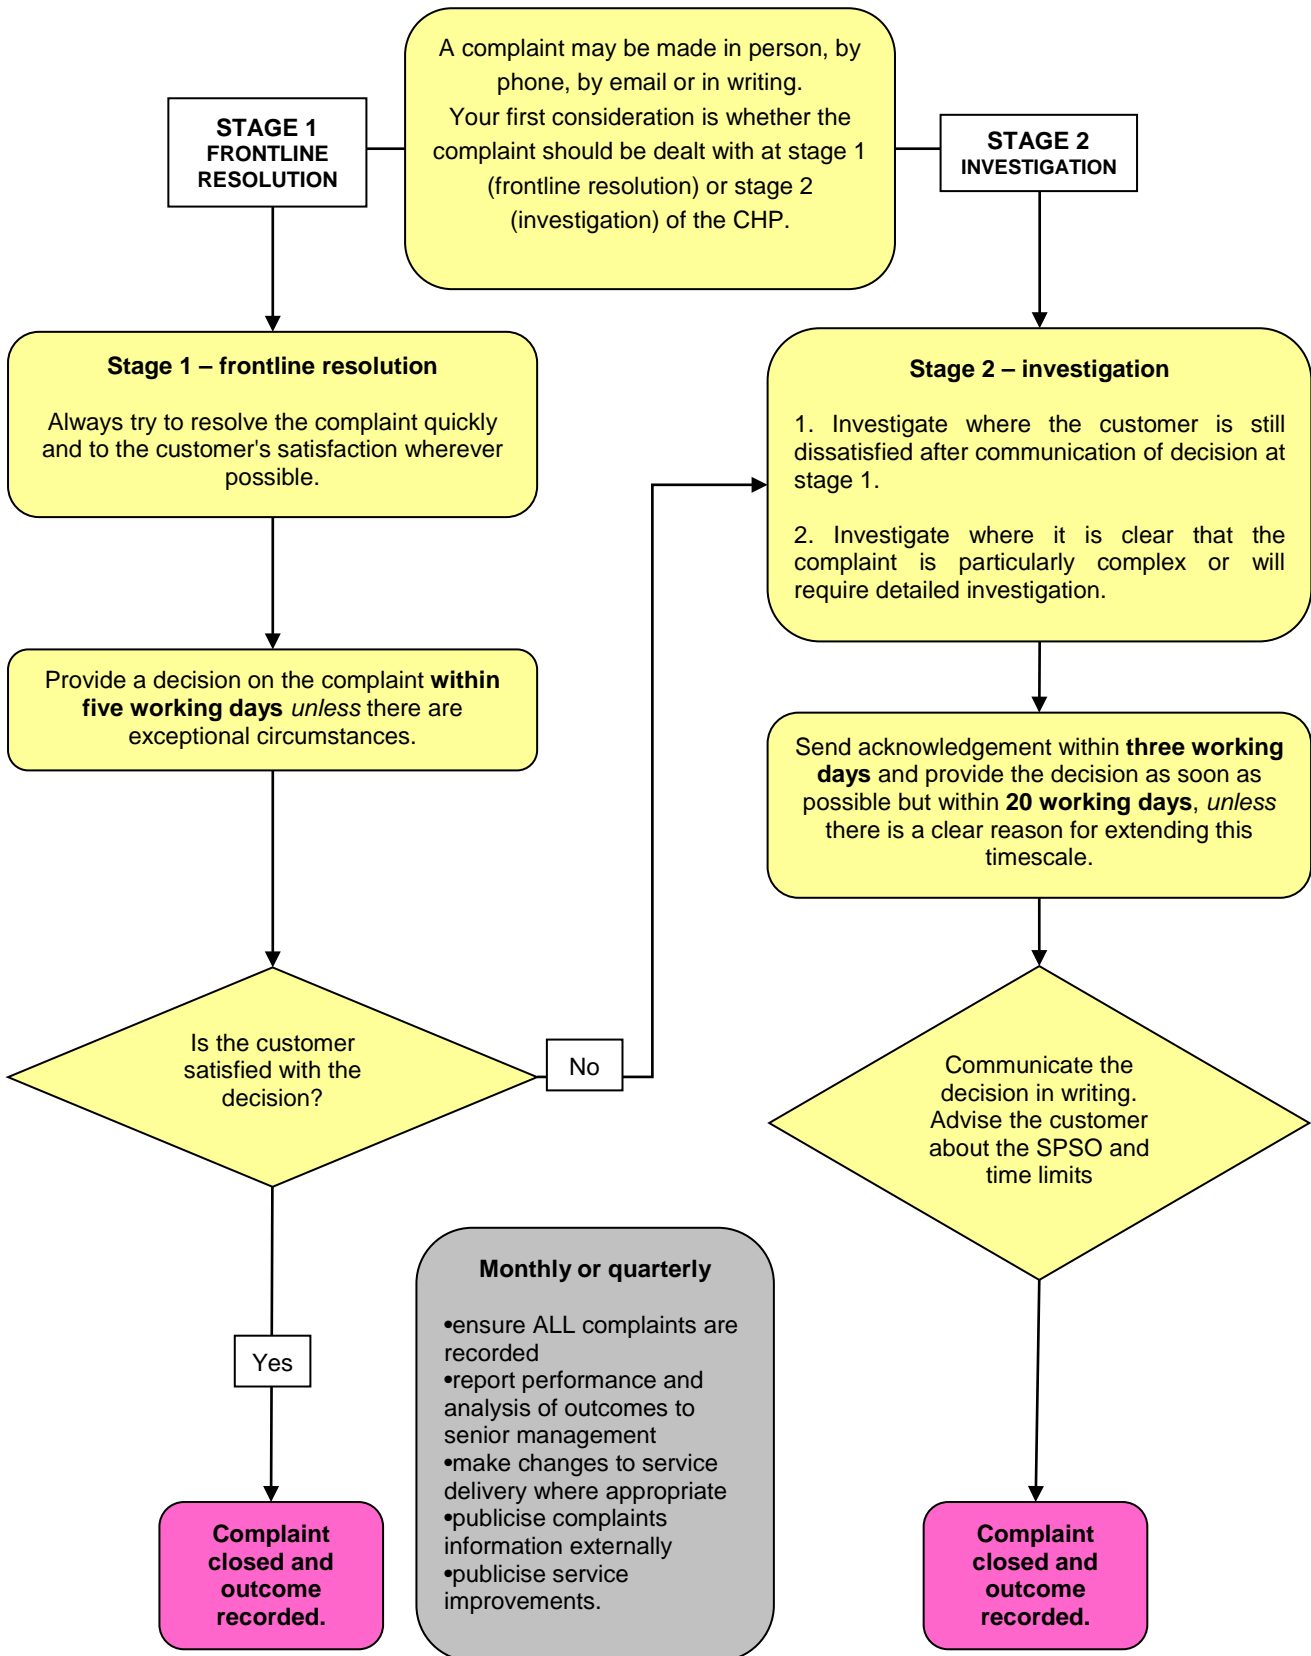 A complaint may be made in person, by
phone, by email or in writing.
Your first consideration is whether the
complaint should be dealt with at stage 1
(frontline resolution) or stage 2
(investigation) of the CHP.
STAGE 1
FRONTLINE
RESOLUTION
STAGE 2
INVESTIGATION
Stage 1 – frontline resolution
Always try to resolve the complaint quickly
and to the customer's satisfaction wherever
possible.
Provide a decision on the complaint within
five working days unless there are
exceptional circumstances.
Is the customer
satisfied with the
decision?
No
Yes
Complaint
closed and
outcome
recorded.
Stage 2 – investigation
1. Investigate where the customer is still
dissatisfied after communication of decision at
stage 1.
2. Investigate where it is clear that the
complaint is particularly complex or will
require detailed investigation.
Send acknowledgement within three working
days and provide the decision as soon as
possible but within 20 working days, unless
there is a clear reason for extending this
timescale.
Communicate the
decision in writing.
Advise the customer
about the SPSO and
time limits
Complaint
closed and
outcome
recorded.
Monthly or quarterly
•ensure ALL complaints are
recorded
•report performance and
analysis of outcomes to
senior management
•make changes to service
delivery where appropriate
•publicise complaints
information externally
•publicise service
improvements.